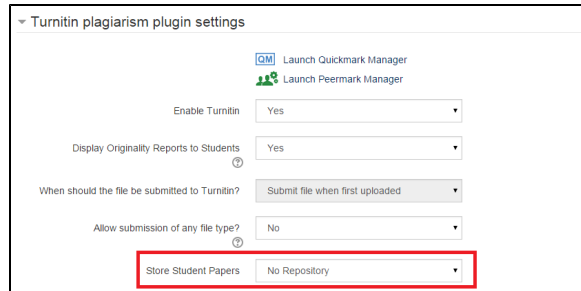 Turnitin plagiarism plugin settings
QM Launch Quickmark Manager
Launch Peermark Manager
Enable Turnitin Yes
Display Originality Reports to Students Yes
?
When should the file be submitted to Turnitin? Submit file when first uploaded
Allow submission of any file type? No
?
Store Student Papers No Repository